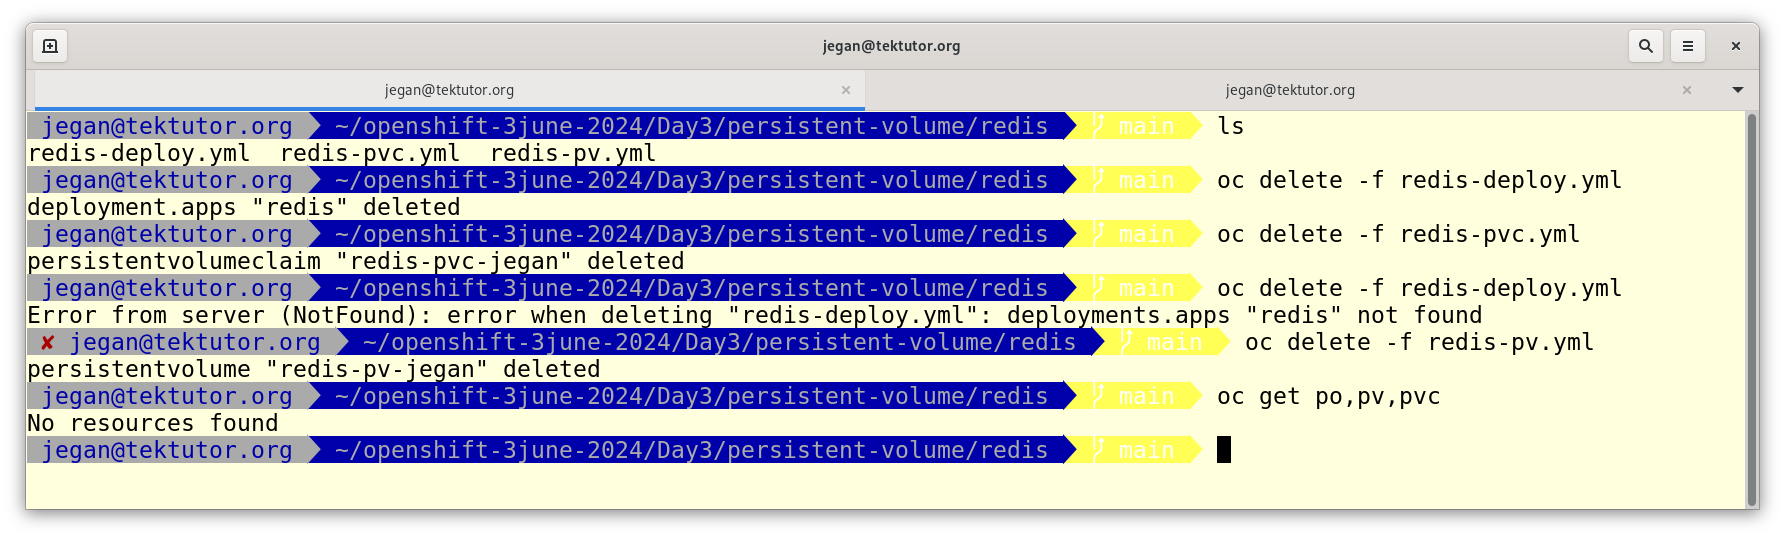 jegan@tektutor.org
jegan@tektutor.org jegan@tektutor.org
jegan@tektutor.org ~/openshift-3june-2024/Day3/persistent-volume/redis main ls
redis-deploy.yml redis-pvc.yml redis-pv.yml
jegan@tektutor.org ~/openshift-3june-2024/Day3/persistent-volume/redis main oc delete -f redis-deploy.yml
deployment.apps "redis" deleted
jegan@tektutor.org ~/openshift-3june-2024/Day3/persistent-volume/redis main oc delete -f redis-pvc.yml
persistentvolumeclaim "redis-pvc-jegan" deleted
jegan@tektutor.org ~/openshift-3june-2024/Day3/persistent-volume/redis main oc delete -f redis-deploy.yml
Error from server (NotFound): error when deleting "redis-deploy.yml": deployments.apps "redis" not found
✘ jegan@tektutor.org ~/openshift-3june-2024/Day3/persistent-volume/redis main oc delete -f redis-pv.yml
persistentvolume "redis-pv-jegan" deleted
jegan@tektutor.org ~/openshift-3june-2024/Day3/persistent-volume/redis main oc get po,pv,pvc
No resources found
jegan@tektutor.org ~/openshift-3june-2024/Day3/persistent-volume/redis main